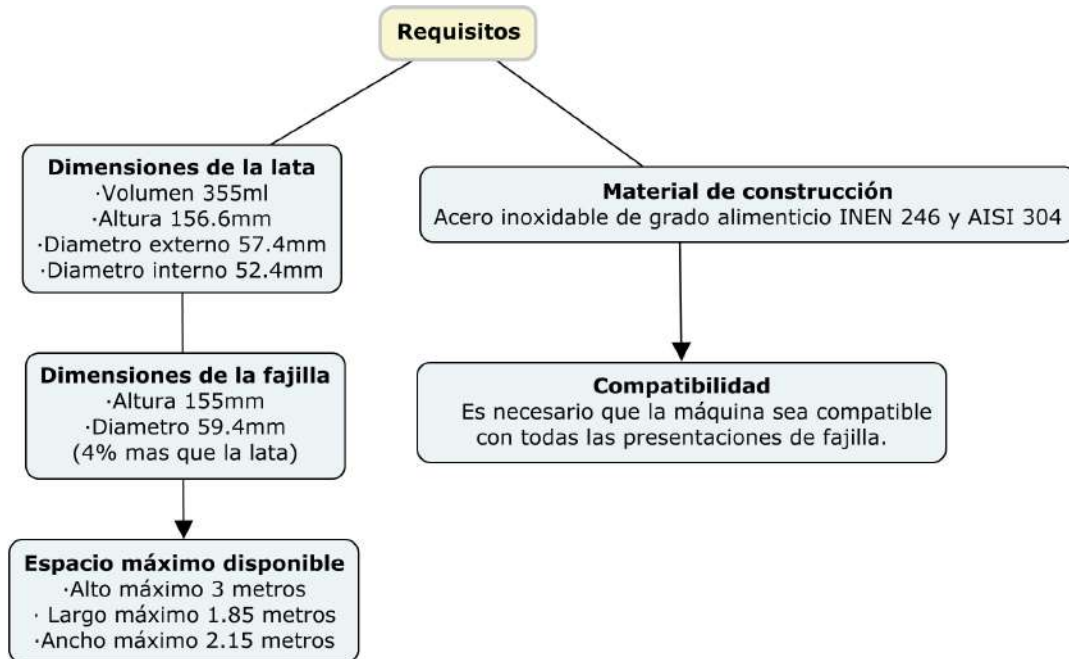 Requisitos
Dimensiones de la lata
·Volumen 355ml
·Altura 156.6mm
·Diametro externo 57.4mm
·Diametro interno 52.4mm
Material de construcción
Acero inoxidable de grado alimenticio INEN 246 y AISI 304
Dimensiones de la fajilla
·Altura 155mm
·Diametro 59.4mm
(4% mas que la lata)
Compatibilidad
Es necesario que la máquina sea compatible
con todas las presentaciones de fajilla.
Espacio máximo disponible
·Alto máximo 3 metros
· Largo máximo 1.85 metros
·Ancho máximo 2.15 metros